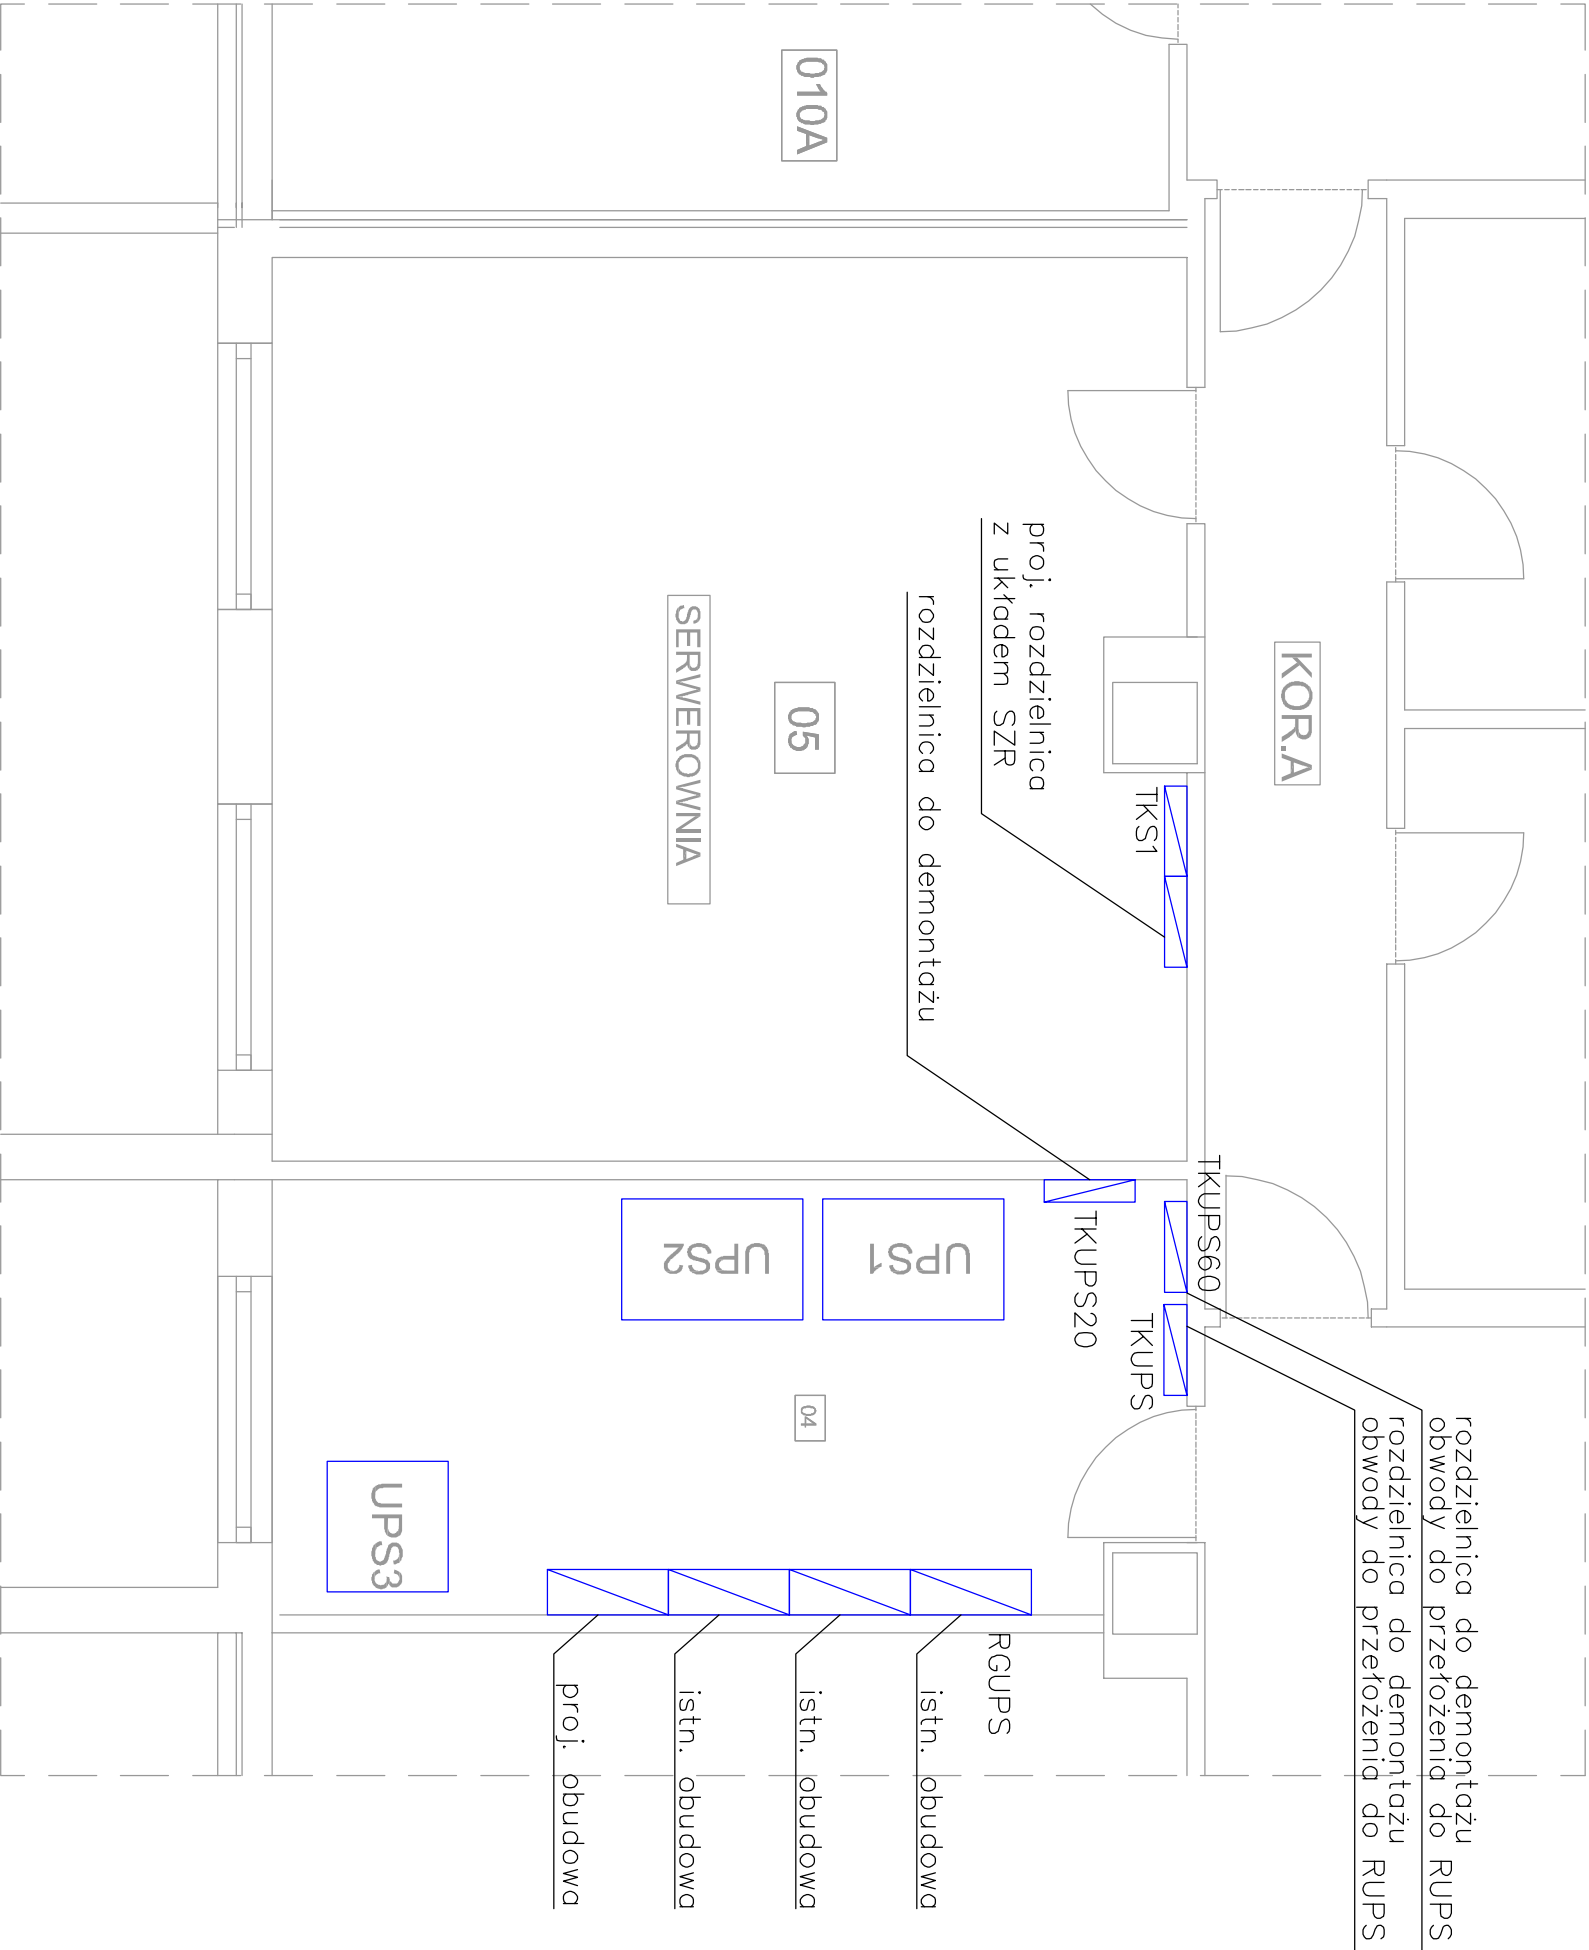 010A
KOR.A
proj. rozdzielnica
z układem SZR
rozdzielnica do demontażu
SERWEROWNIA
05
TKS1
TKUPS60
TKUPS20
TKUPS
UPS1
UPS2
04
UPS3
rozdzielnica do demontażu
obwody do przełożenia do RUPS
rozdzielnica do demontażu
obwody do przełożenia do RUPS
RGUPS
istn. obudowa
istn. obudowa
istn. obudowa
proj. obudowa